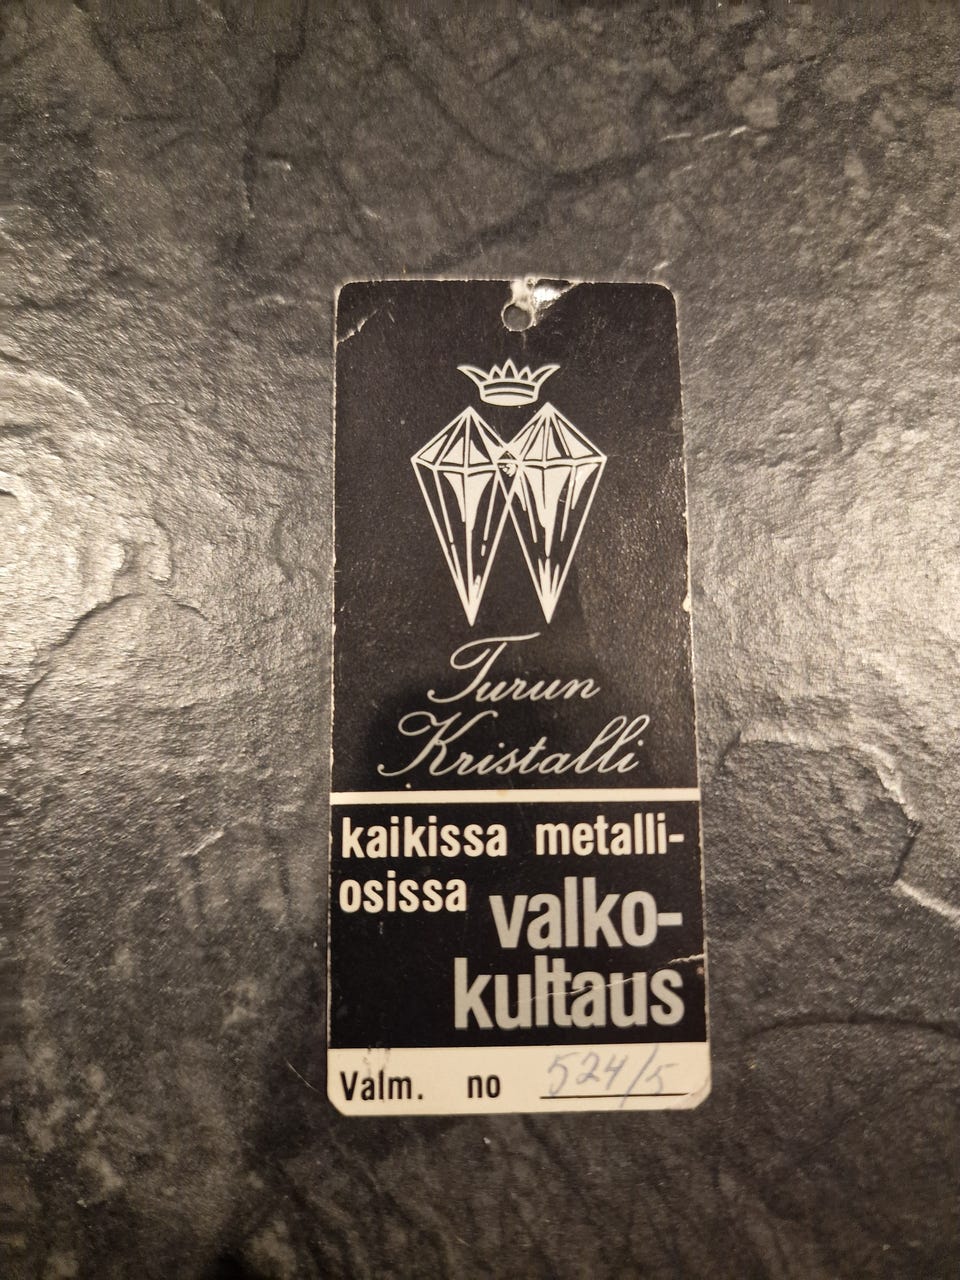 Turun
Kristalli
kaikissa metalli-
osissa valko-
kultaus
Valm. no 524/5